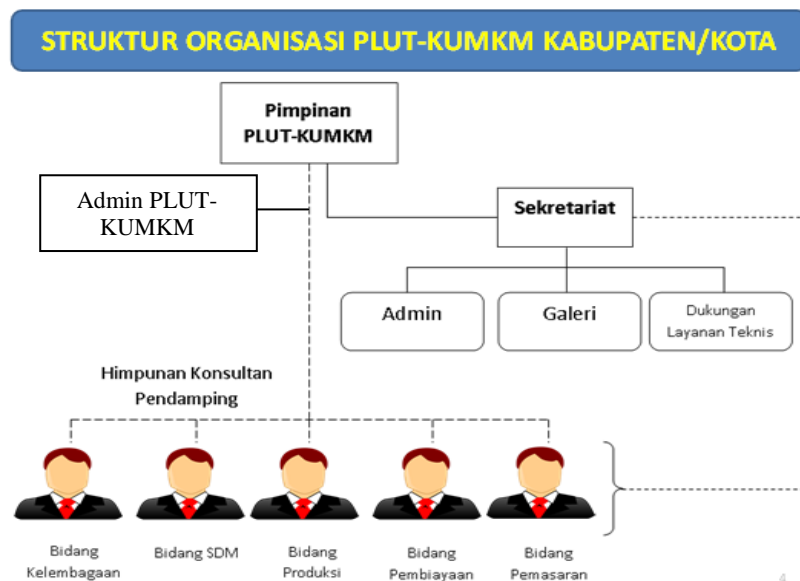 STRUKTUR ORGANISASI PLUT-KUMKM KABUPATEN/KOTA
Pimpinan
PLUT-KUMKM
Admin PLUT-
KUMKM
Sekretariat
Admin
Galeri
Dukungan
Layanan Teknis
Himpunan Konsultan
Pendamping
Bidang
Kelembagaan
Bidang SDM
Bidang
Produksi
Bidang
Pembiayaan
Bidang
Pemasaran
4